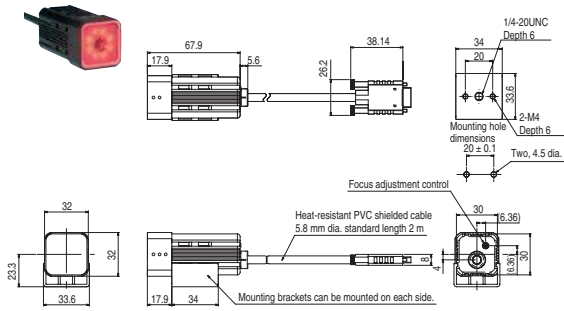 1/4-20UNC
Depth 6
67.9
38.14
34
17.9
5.6
20
26.2
33.6
2-M4
Depth 6
Mounting hole
dimensions
20 ± 0.1
Two, 4.5 dia.
Focus adjustment control
32
Heat-resistant PVC shielded cable
5.8 mm dia. standard length 2 m
30
(6.36)
32
23.3
8
4
(6.36)
30
33.6
17.9
34
Mounting brackets can be mounted on each side.